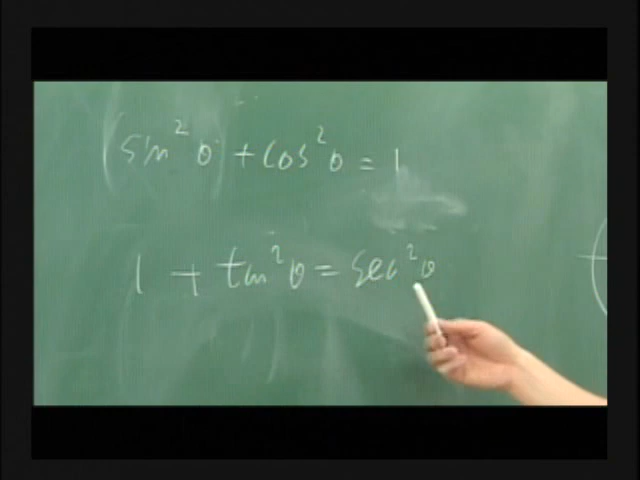 (sin²θ) + cos²θ = 1
1 + tan²θ = sec²θ